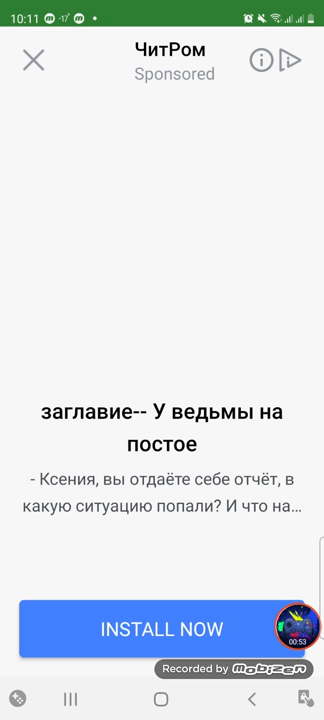 10:11 -17°
ЧитРом
Sponsored
заглавие-- У ведьмы на
постое
- Ксения, вы отдаёте себе отчёт, в
какую ситуацию попали? И что на...
INSTALL NOW
00:53
Recorded by mobizen